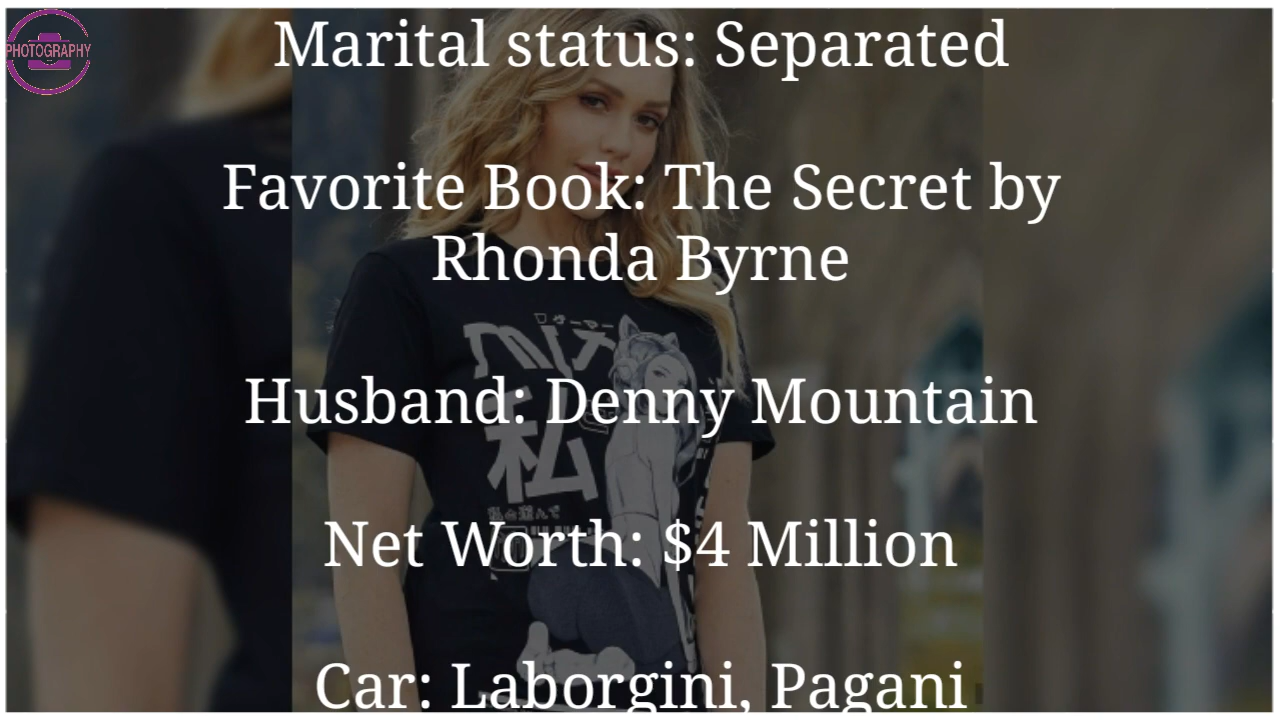 PHOTOGRAPHY
Marital status: Separated
Favorite Book: The Secret by
Rhonda Byrne
Husband: Denny Mountain
Net Worth: $4 Million
Car: Laborgini, Pagani
私